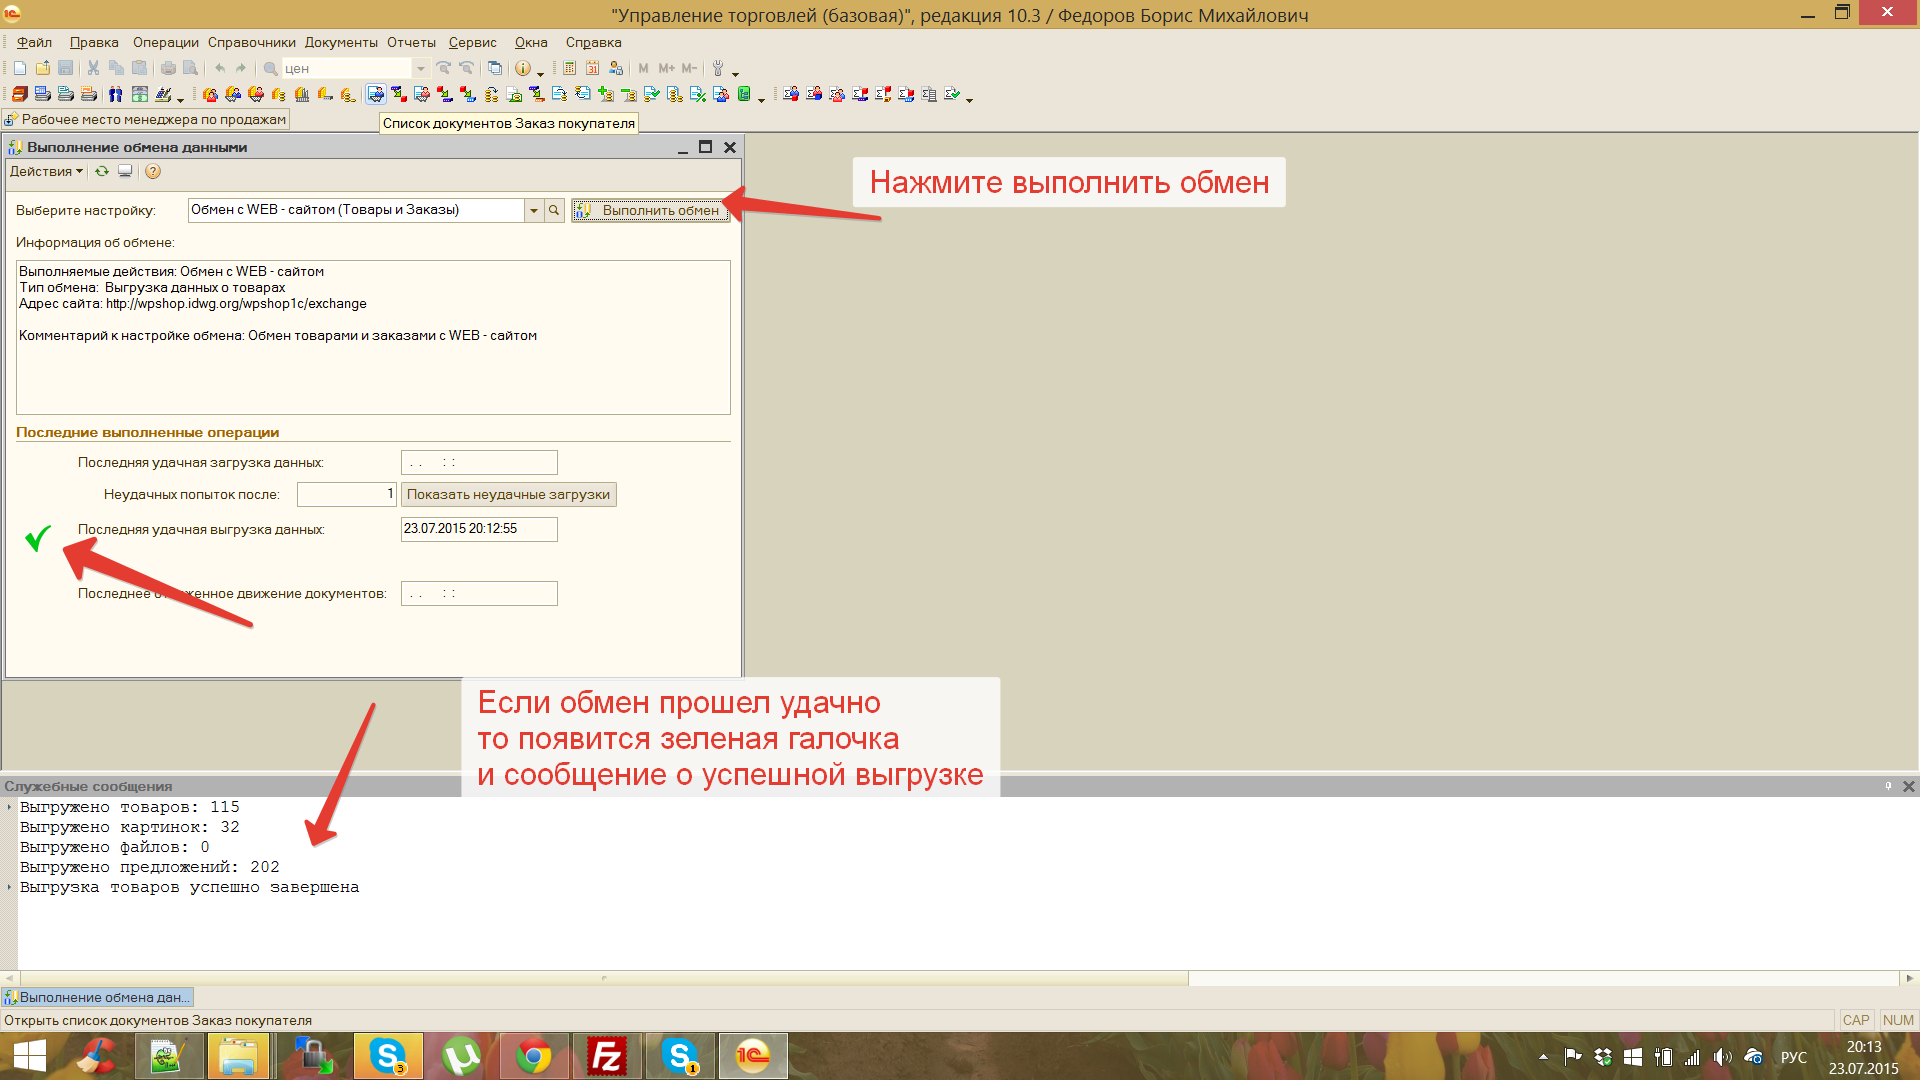 "Управление торговлей (базовая)", редакция 10.3 / Федоров Борис Михайлович
Файл Правка Операции Справочники Документы Отчеты Сервис Окна Справка
цен
M M+ M-
Рабочее место менеджера по продажам
Список документов Заказ покупателя
Выполнение обмена данными
Действия
Нажмите выполнить обмен
Выберите настройку: Обмен с WEB - сайтом (Товары и Заказы) Выполнить обмен
Информация об обмене:
Выполняемые действия: Обмен с WEB - сайтом
Тип обмена: Выгрузка данных о товарах
Адрес сайта: http://wpshop.idwg.org/wpshop1c/exchange
Комментарий к настройке обмена: Обмен товарами и заказами с WEB - сайтом
Последние выполненные операции
Последняя удачная загрузка данных: . . : :
Неудачных попыток после: 1 Показать неудачные загрузки
Последняя удачная выгрузка данных: 23.07.2015 20:12:55
Последнее движение документов: . . : :
Если обмен прошел удачно
то появится зеленая галочка
и сообщение о успешной выгрузке
Служебные сообщения
Выгружено товаров: 115
Выгружено картинок: 32
Выгружено файлов: 0
Выгружено предложений: 202
Выгрузка товаров успешно завершена
Выполнение обмена дан...
Открыть список документов Заказ покупателя
CAP NUM
РУС
20:13
23.07.2015